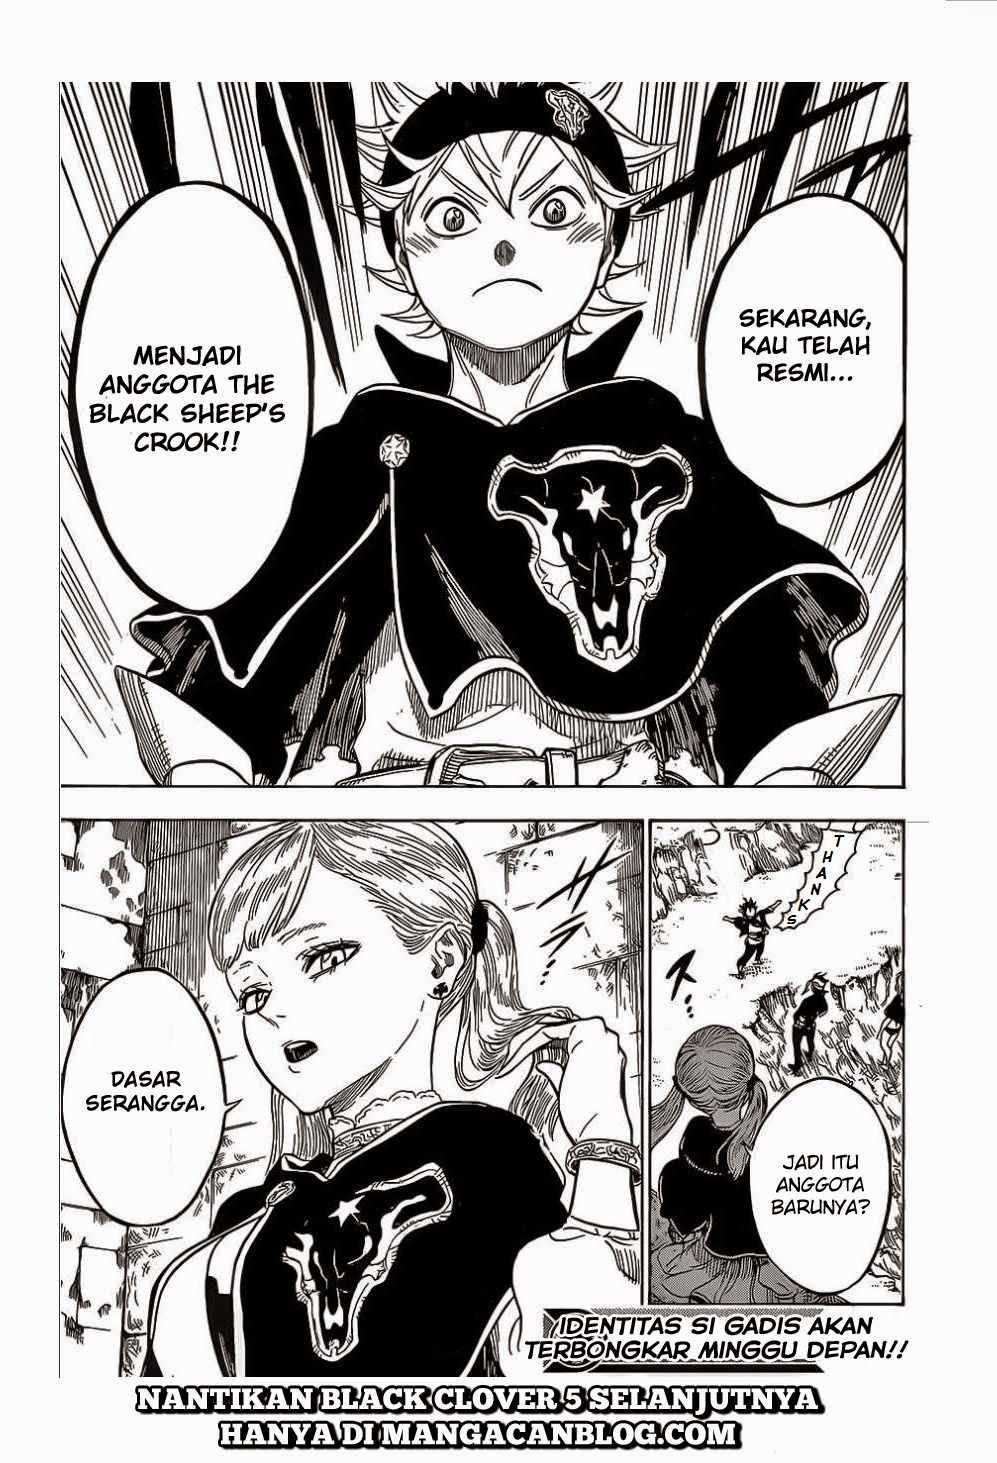 SEKARANG,
KAU TELAH
RESMI...
MENJADI
ANGGOTA THE
BLACK SHEEP'S
CROOK!!
THANKS
JADI ITU
ANGGOTA
BARUNYA?
ス...
DASAR
SERANGGA.
IDENTITAS SI GADIS AKAN
TERBONGKAR MINGGU DEPAN!!
NANTIKAN BLACK CLOVER 5 SELANJUTNYA
HANYA DI MANGACANBLOG.COM